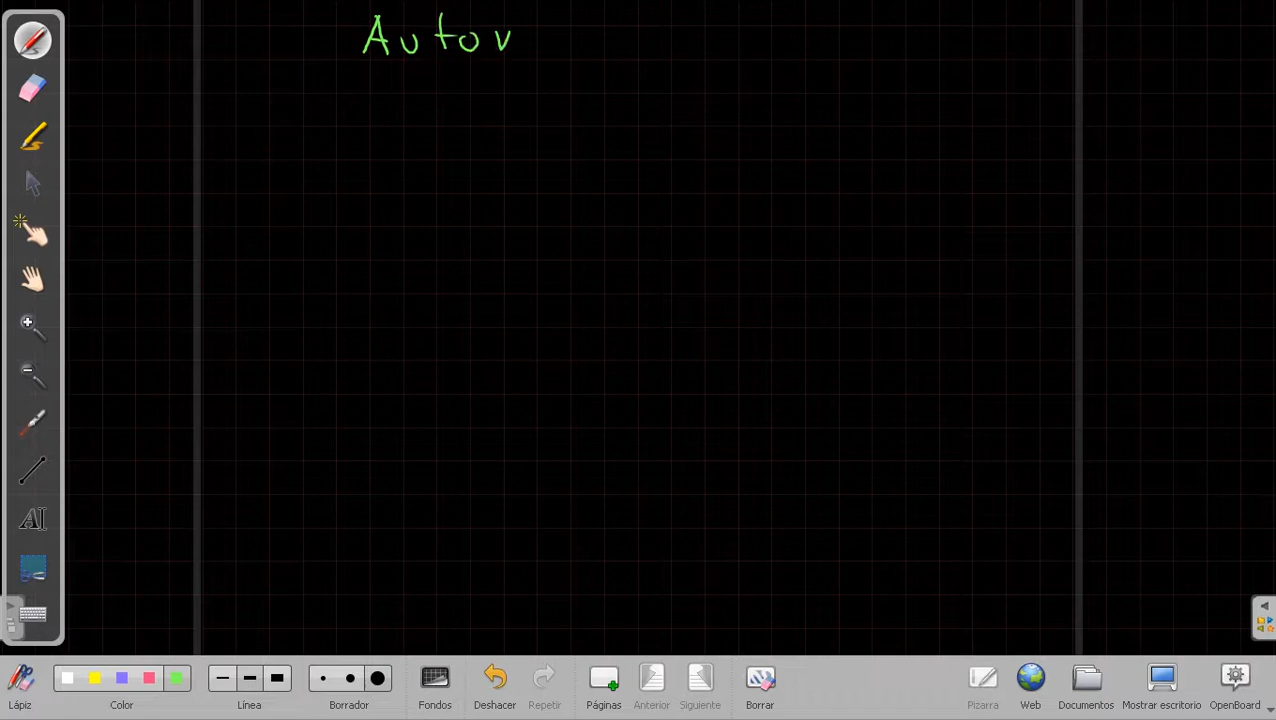 Autov
Lápiz
Color
Línea
Borrador
Fondos
Deshacer
Repetir
Páginas
Anterior
Siguiente
Borrar
Pizarra
Web
Documentos
Mostrar escritorio
OpenBoard